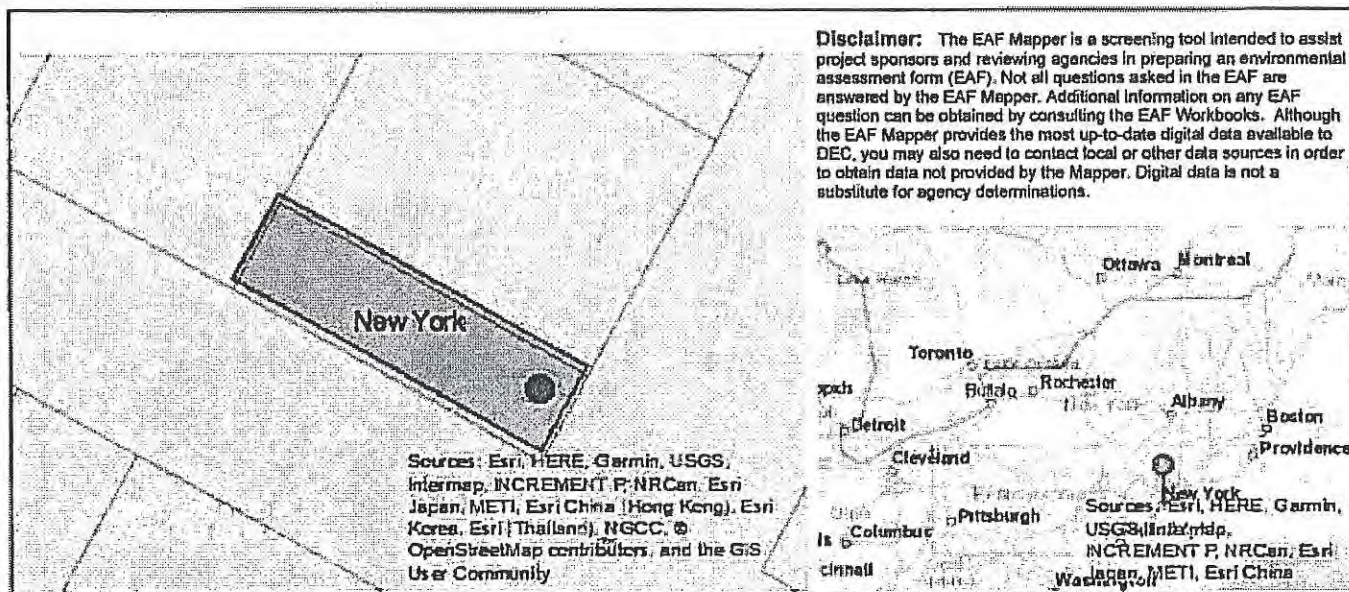 Disclaimer: The EAF Mapper is a screening tool intended to assist
project sponsors and reviewing agencies in preparing an environmental
assessment form (EAF). Not all questions asked in the EAF are
answered by the EAF Mapper. Additional information on any EAF
question can be obtained by consulting the EAF Workbooks. Although
the EAF Mapper provides the most up-to-date digital data available to
DEC, you may also need to contact local or other data sources in order
to obtain data not provided by the Mapper. Digital data is not a
substitute for agency determinations.
New York
Sources: Esri, HERE, Garmin, USGS,
Intermap, INCREMENT P, NRCan, Esri
Japan, METI, Esri China (Hong Kong), Esri
Korea, Esri (Thailand), NGCC, ©
OpenStreetMap contributors, and the GIS
User Community
Ottawa Montreal
Toronto
Buffalo Rochester
Albany
Detroit
Boston
Providence
Cleveland
New York
Pittsburgh
Columbus
Sources: Esri, HERE, Garmin,
USGS, Intermap,
INCREMENT P, NRCan, Esri
Japan, METI, Esri China
cinnati
Washington